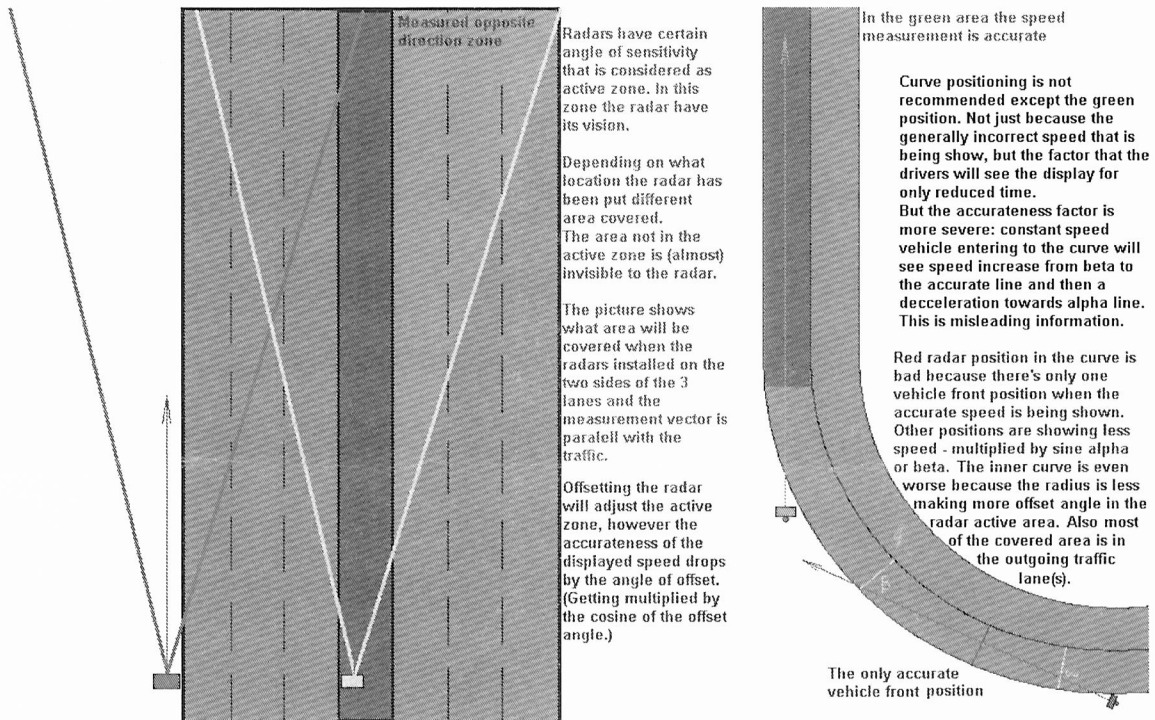 Measured opposite
direction zone
Radars have certain
angle of sensitivity
that is considered as
active zone. In this
zone the radar have
its vision.
Depending on what
location the radar has
been put different
area covered.
The area not in the
active zone is (almost)
invisible to the radar.
The picture shows
what area will be
covered when the
radars installed on the
two sides of the 3
lanes and the
measurement vector is
paralell with the
traffic.
Offsetting the radar
will adjust the active
zone, however the
accurateness of the
displayed speed drops
by the angle of offset.
(Getting multiplied by
the cosine of the offset
angle.)
In the green area the speed
measurement is accurate
Curve positioning is not
recommended except the green
position. Not just because the
generally incorrect speed that is
being show, but the factor that the
drivers will see the display for
only reduced time.
But the accurateness factor is
more severe: constant speed
vehicle entering to the curve will
see speed increase from beta to
the accurate line and then a
decceleration towards alpha line.
This is misleading information.
Red radar position in the curve is
bad because there's only one
vehicle front position when the
accurate speed is being shown.
Other positions are showing less
speed - multiplied by sine alpha
or beta. The inner curve is even
worse because the radius is less
making more offset angle in the
radar active area. Also most
of the covered area is in
the outgoing traffic
lane(s).
The only accurate
vehicle front position